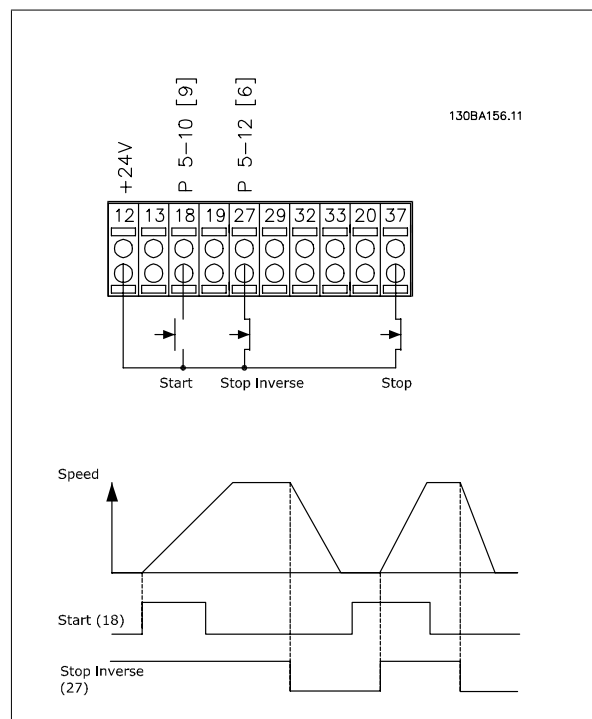 130BA156.11
+24V
P 5-10 [9]
P 5-12 [6]
12 13 18 19 27 29 32 33 20 37
Start Stop Inverse Stop
Speed
Start (18)
Stop Inverse
(27)